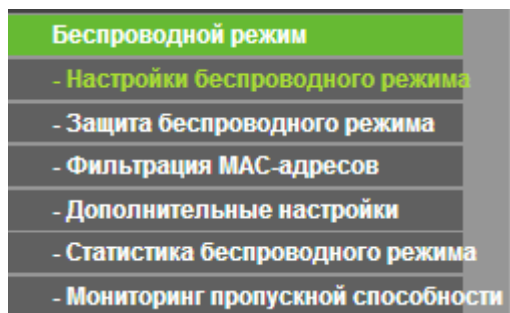 Беспроводной режим
- Настройки беспроводного режима
- Защита беспроводного режима
- Фильтрация MAC-адресов
- Дополнительные настройки
- Статистика беспроводного режима
- Мониторинг пропускной способности